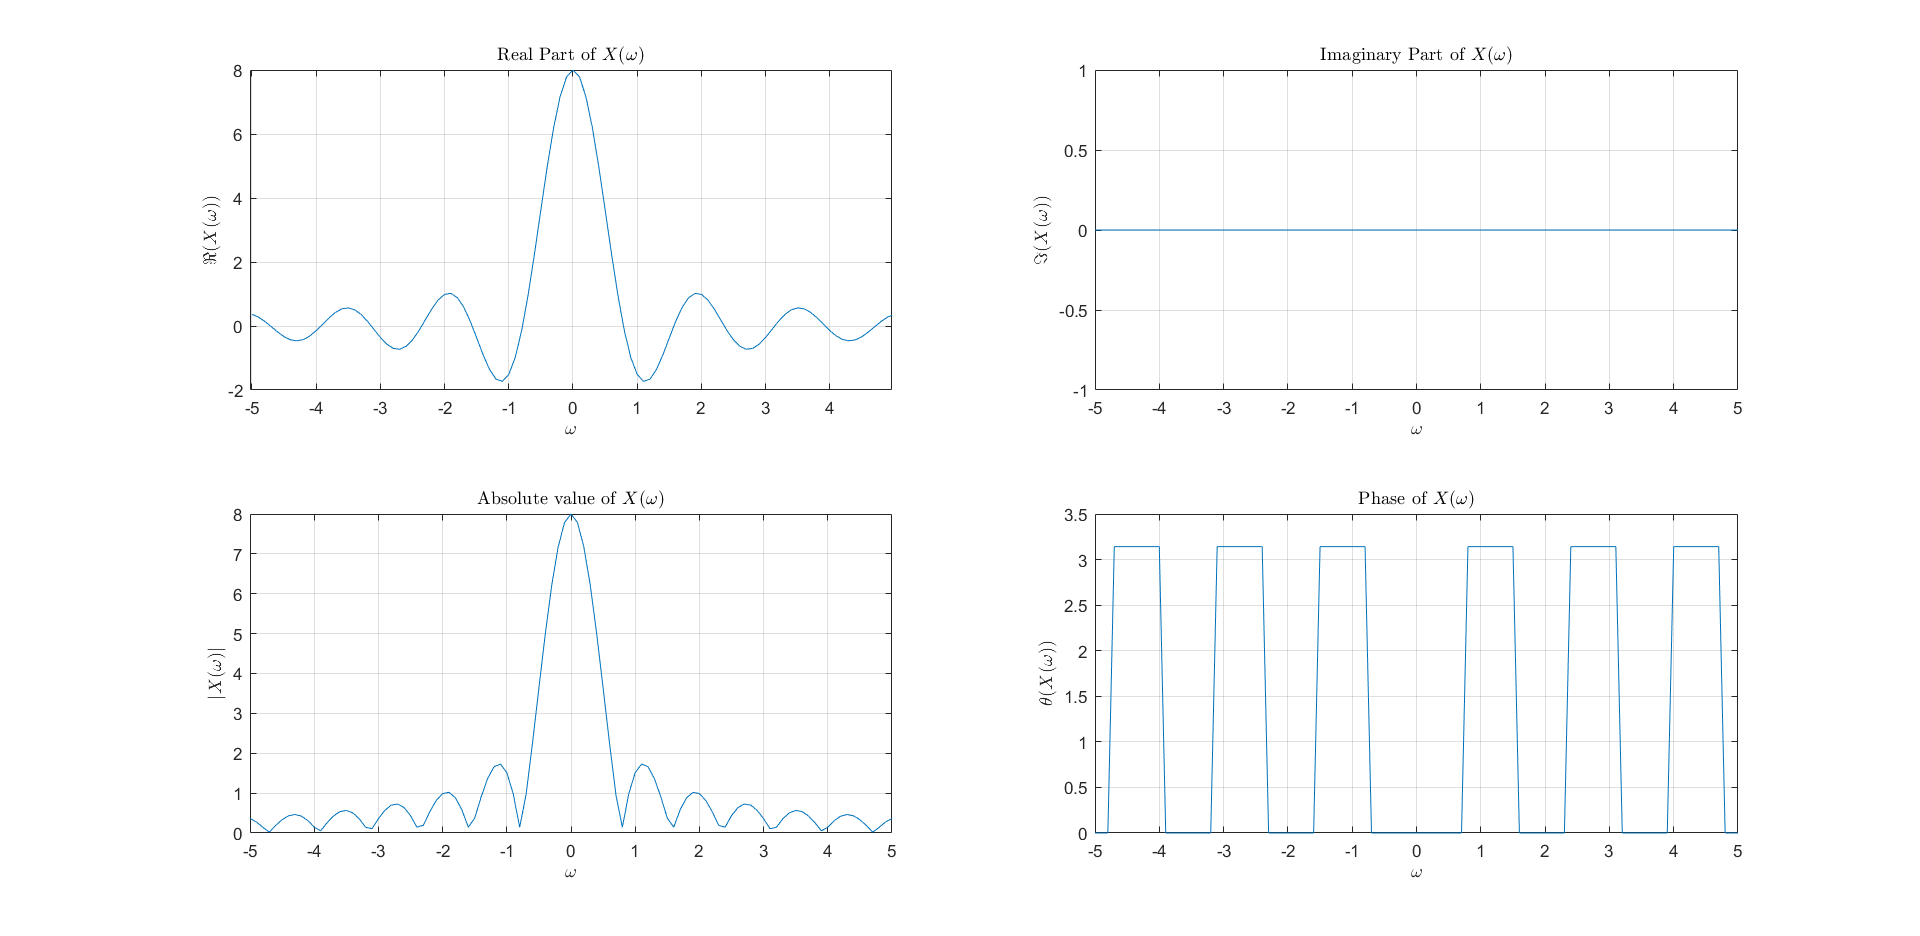 Real Part of X(ω)
ℜ(X(ω))
8
6
4
2
0
-2
-5 -4 -3 -2 -1 0 1 2 3 4
ω
Imaginary Part of X(ω)
ℑ(X(ω))
1
0.5
0
-0.5
-1
-5 -4 -3 -2 -1 0 1 2 3 4 5
ω
Absolute value of X(ω)
|X(ω)|
8
7
6
5
4
3
2
1
0
-5 -4 -3 -2 -1 0 1 2 3 4 5
ω
Phase of X(ω)
θ(X(ω))
3.5
3
2.5
2
1.5
1
0.5
0
-5 -4 -3 -2 -1 0 1 2 3 4 5
ω